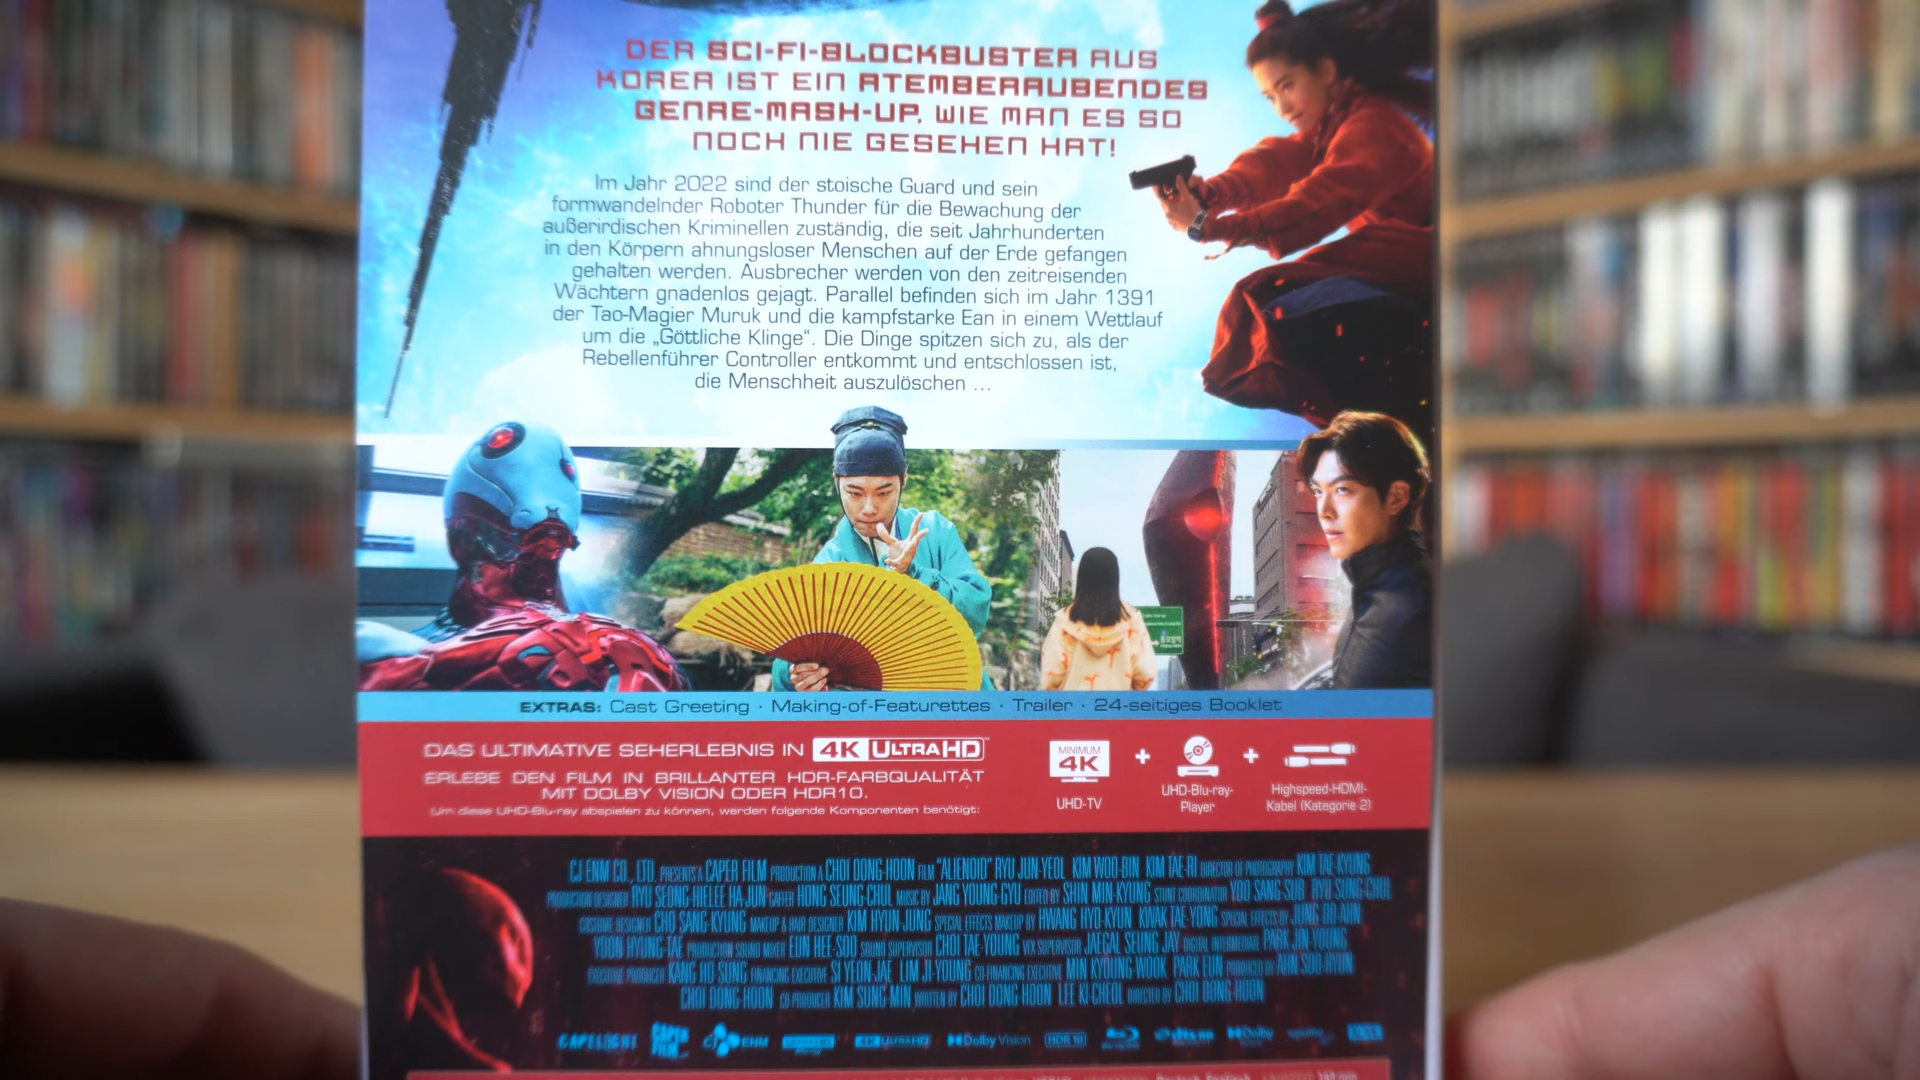 DER SCI-FI-BLOCKBUSTER AUS
KOREA IST EIN ATEMBERAUBENDES
GENRE-MASH-UP, WIE MAN ES SO
NOCH NIE GESEHEN HAT!
Im Jahr 2022 sind der stoische Guard und sein
formwandelnder Roboter Thunder für die Bewachung der
außerirdischen Kriminellen zuständig, die seit Jahrhunderten
in den Körpern ahnungsloser Menschen auf der Erde gefangen
gehalten werden. Ausbrecher werden von den zeitreisenden
Wächtern gnadenlos gejagt. Parallel befinden sich im Jahr 1391
der Tao-Magier Muruk und die kampfstarke Ean in einem Wettlauf
um die „Göttliche Klinge“. Die Dinge spitzen sich zu, als der
Rebellenführer Controller entkommt und entschlossen ist,
die Menschheit auszulöschen ...
EXTRAS: Cast Greeting · Making-of-Featurettes · Trailer · 24-seitiges Booklet
DAS ULTIMATIVE SEHERLEBNIS IN 4K ULTRA HD
ERLEBE DEN FILM IN BRILLANTER HDR-FARBQUALITÄT
MIT DOLBY VISION ODER HDR10.
Um diese UHD-Blu-ray abspielen zu können, werden folgende Komponenten benötigt:
MINIMUM
4K
+ +
UHD-TV
UHD-Blu-ray-
Player
Highspeed-HDMI-
Kabel (Kategorie 2)
CJ ENM CO., LTD. PRESENTS A CAPER FILM PRODUCTION A CHOI DONG-HOON FILM "ALIENOID" RYU JUN-YEOL KIM WOO-BIN KIM TAE-RI DIRECTOR OF PHOTOGRAPHY KIM TAE-KYUNG
PRODUCTION DESIGNER RYU SEONG-HIE LEE HA-JUN GAFFER HONG SEUNG-CHUL MUSIC BY JANG YOUNG-GYU EDITED BY SHIN MIN-KYUNG STUNT COORDINATOR YOO SANG-SUB RYU SUNG-CHUL
COSTUME DESIGNER CHO SANG-KYUNG MAKEUP & HAIR DESIGNER KIM HYUN-JUNG SPECIAL EFFECTS MAKEUP BY HWANG HYO-KYUN KWAK TAE-YONG SPECIAL EFFECTS BY JUNG DO-AHN
YOON HYUNG-TAE PRODUCTION SOUND MIXER EUN HEE-SOO SOUND SUPERVISOR CHOI TAE-YOUNG VFX SUPERVISOR JAEGAL SEUNG JAY DIGITAL INTERMEDIATE PARK JIN YOUNG
EXECUTIVE PRODUCER KANG HO SUNG FINANCING EXECUTIVE SI YEON-JAE LIM JI-YOUNG CO-FINANCING EXECUTIVE MIN KYOUNG-WOOK PARK EUN PRODUCED BY AHN SOO-HYUN
CHOI DONG-HOON CO-PRODUCER KIM SUNG-MIN WRITTEN BY CHOI DONG-HOON LEE KI-CHEOL DIRECTED BY CHOI DONG-HOON
CAPELIGHT CAPER FILM CJ ENM ULTRA HD 4K ULTRA HD Dolby Vision HDR 10 Blu-ray dts Dolby